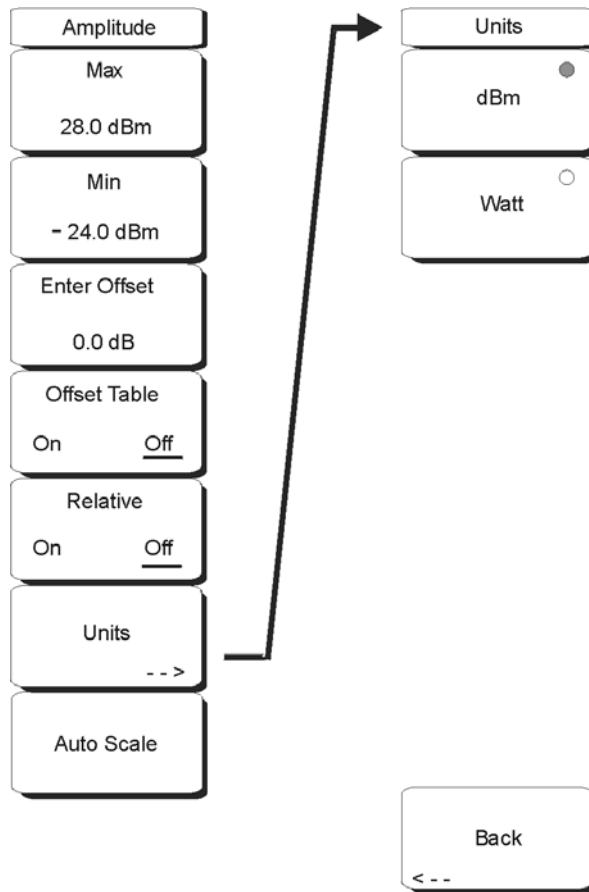 Amplitude
Max
28.0 dBm
Min
- 24.0 dBm
Enter Offset
0.0 dB
Offset Table
On Off
Relative
On Off
Units
- - >
Auto Scale
Units
dBm
Watt
Back
< - -